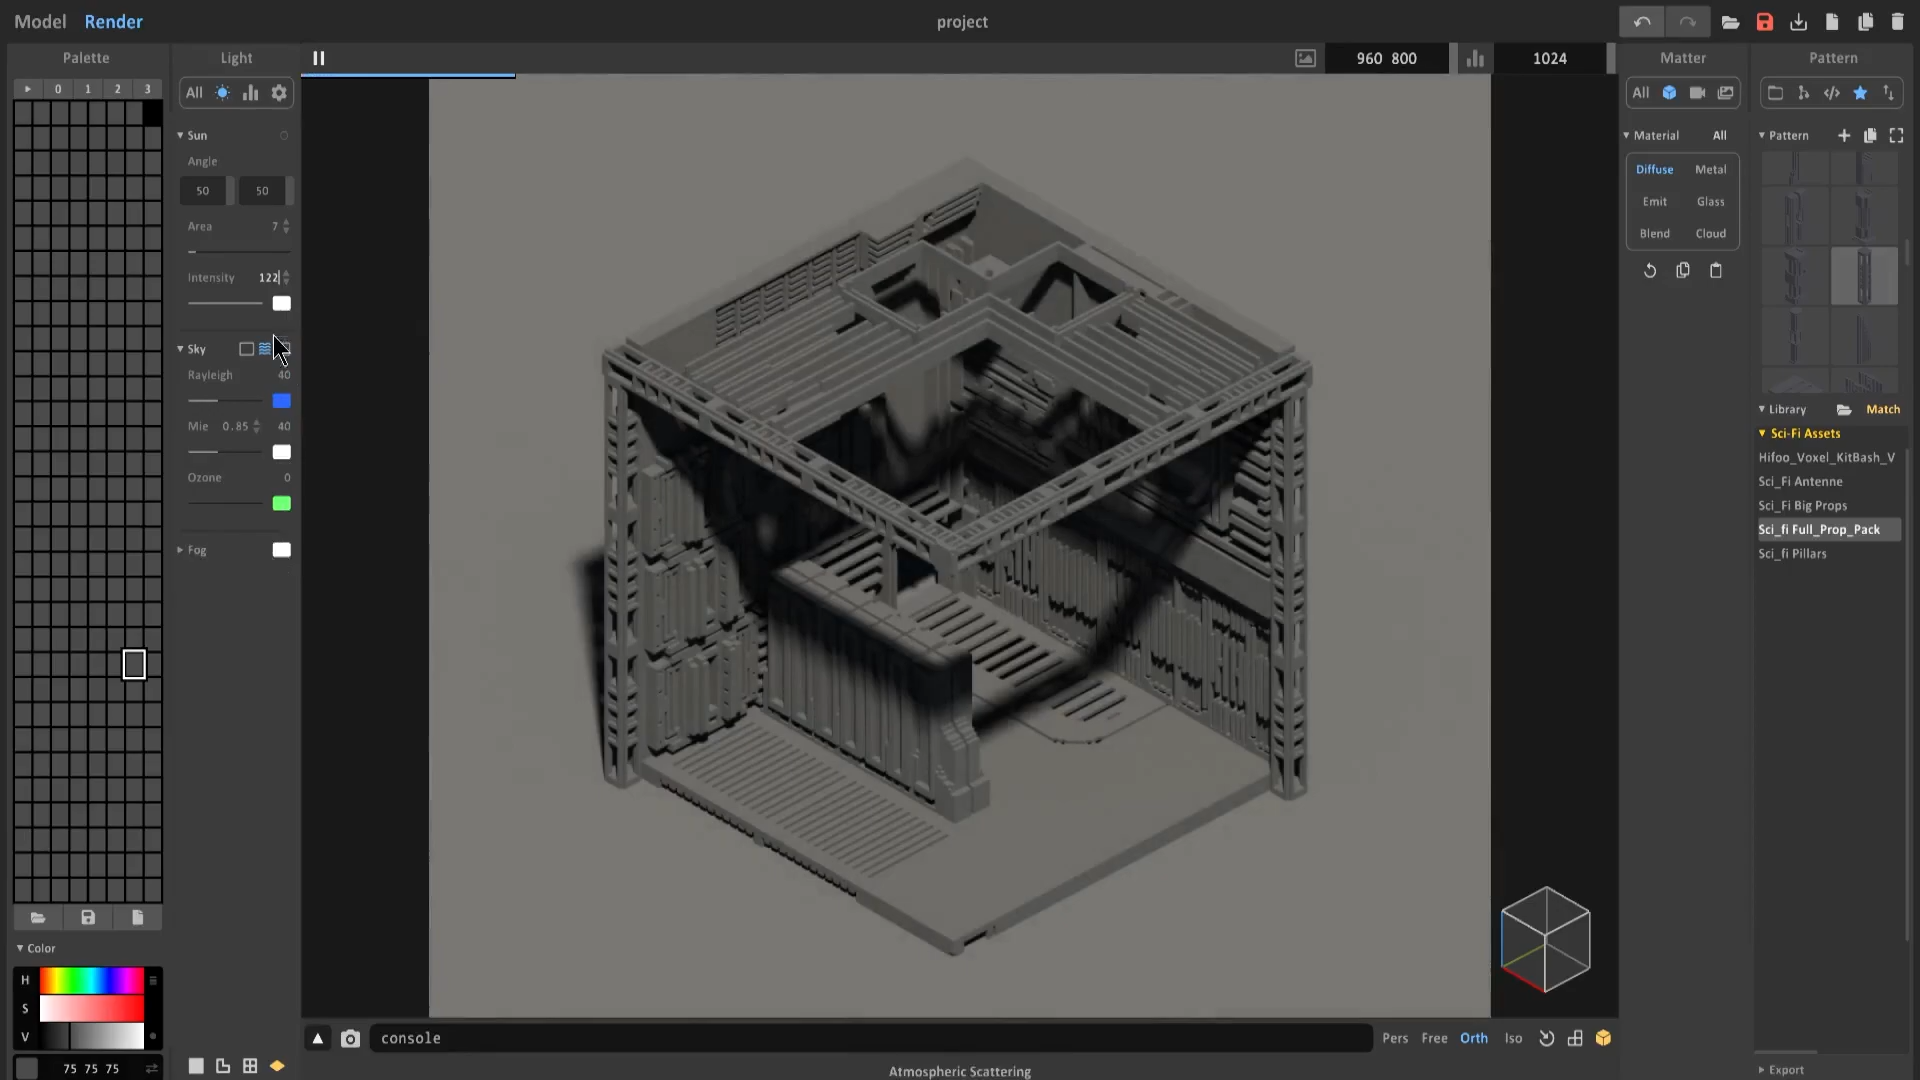 Model Render
project
Palette
0 1 2 3
Color
H
S
V
75 75 75
Light
All
Sun
Angle
50 50
Area 7
Intensity 122
Sky
Rayleigh 40
Mie 0.85 40
Ozone 0
Fog
960 800
1024
console
Pers Free Orth Iso
Atmospheric Scattering
Matter
All
Material All
Diffuse Metal
Emit Glass
Blend Cloud
Pattern
Pattern
Library Match
Sci-Fi Assets
Hifoo_Voxel_KitBash_V
Sci_Fi Antenne
Sci_Fi Big Props
Sci_fi Full_Prop_Pack
Sci_fi Pillars
Export